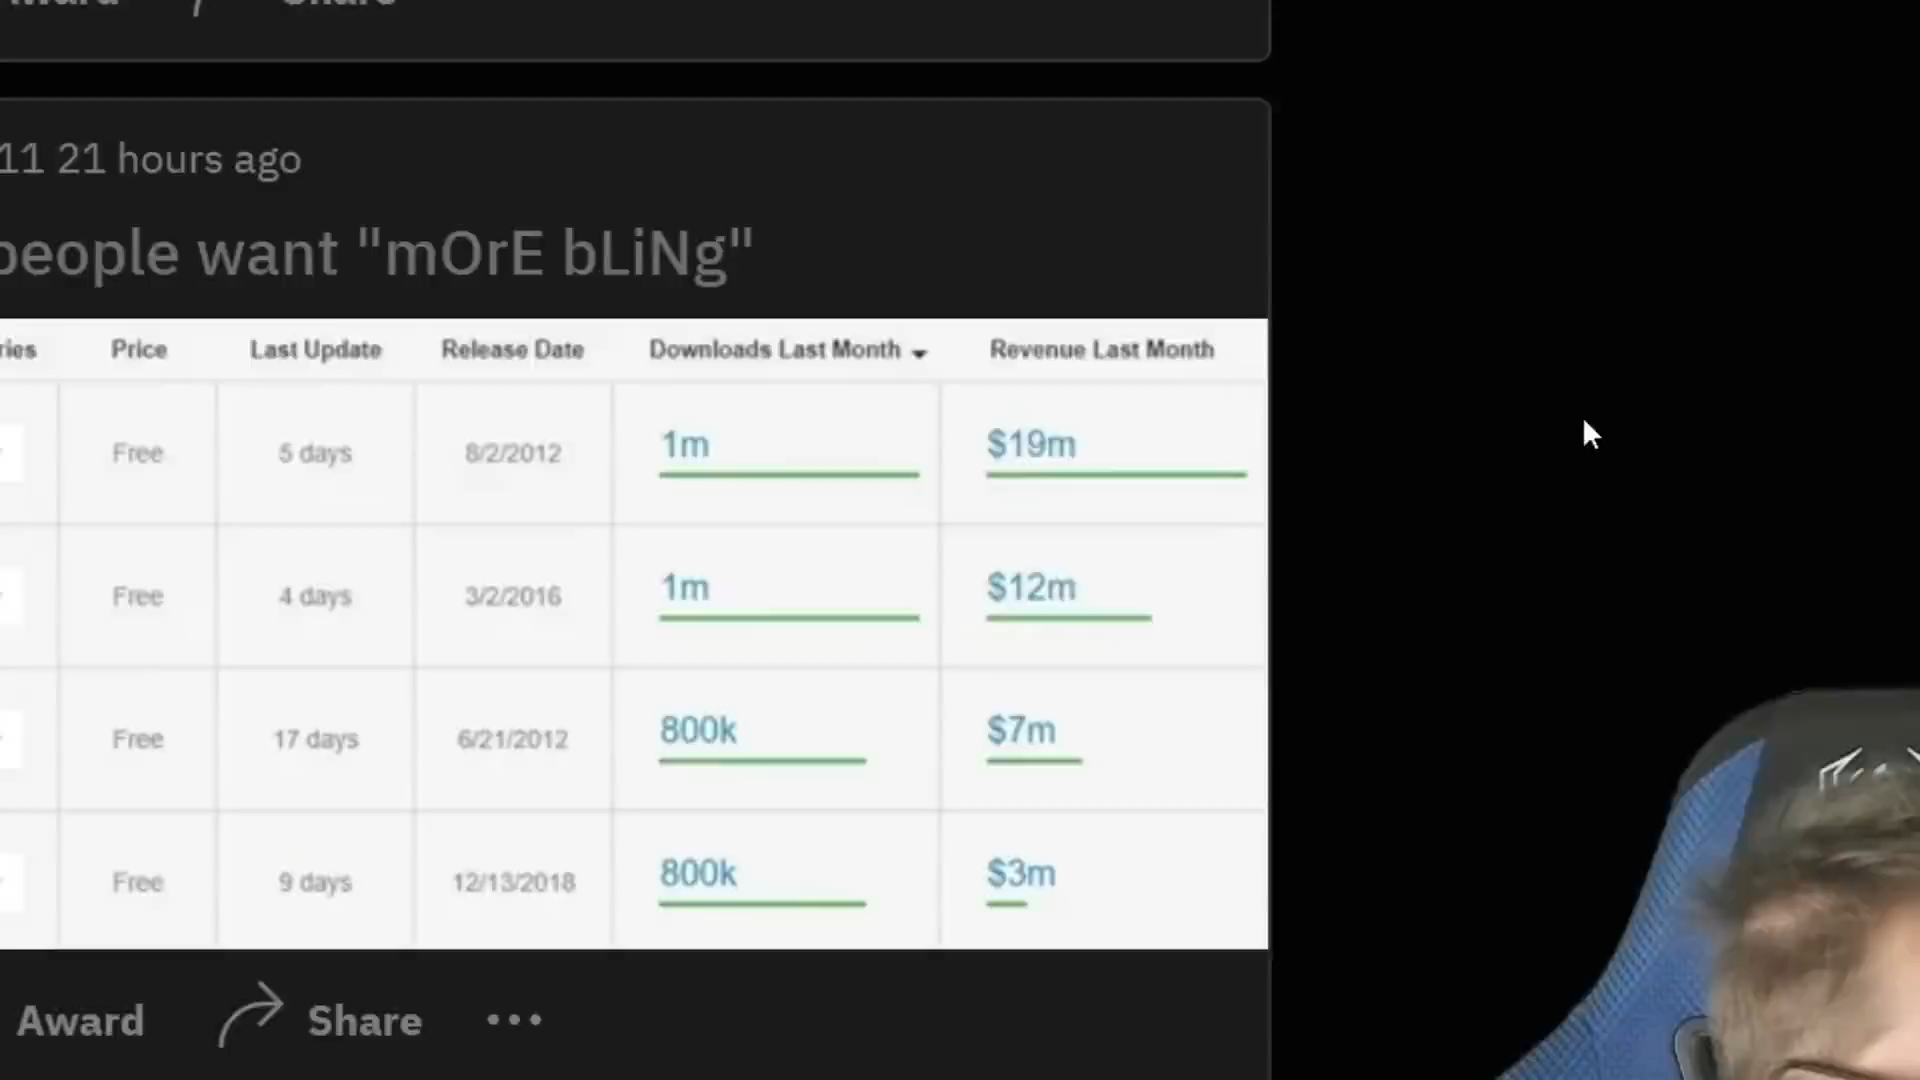 Share
11 21 hours ago
people want "mOrE bLiNg"
Price Last Update Release Date Downloads Last Month Revenue Last Month
Free 5 days 8/2/2012 1m $19m
Free 4 days 3/2/2016 1m $12m
Free 17 days 6/21/2012 800k $7m
Free 9 days 12/13/2018 800k $3m
Award Share